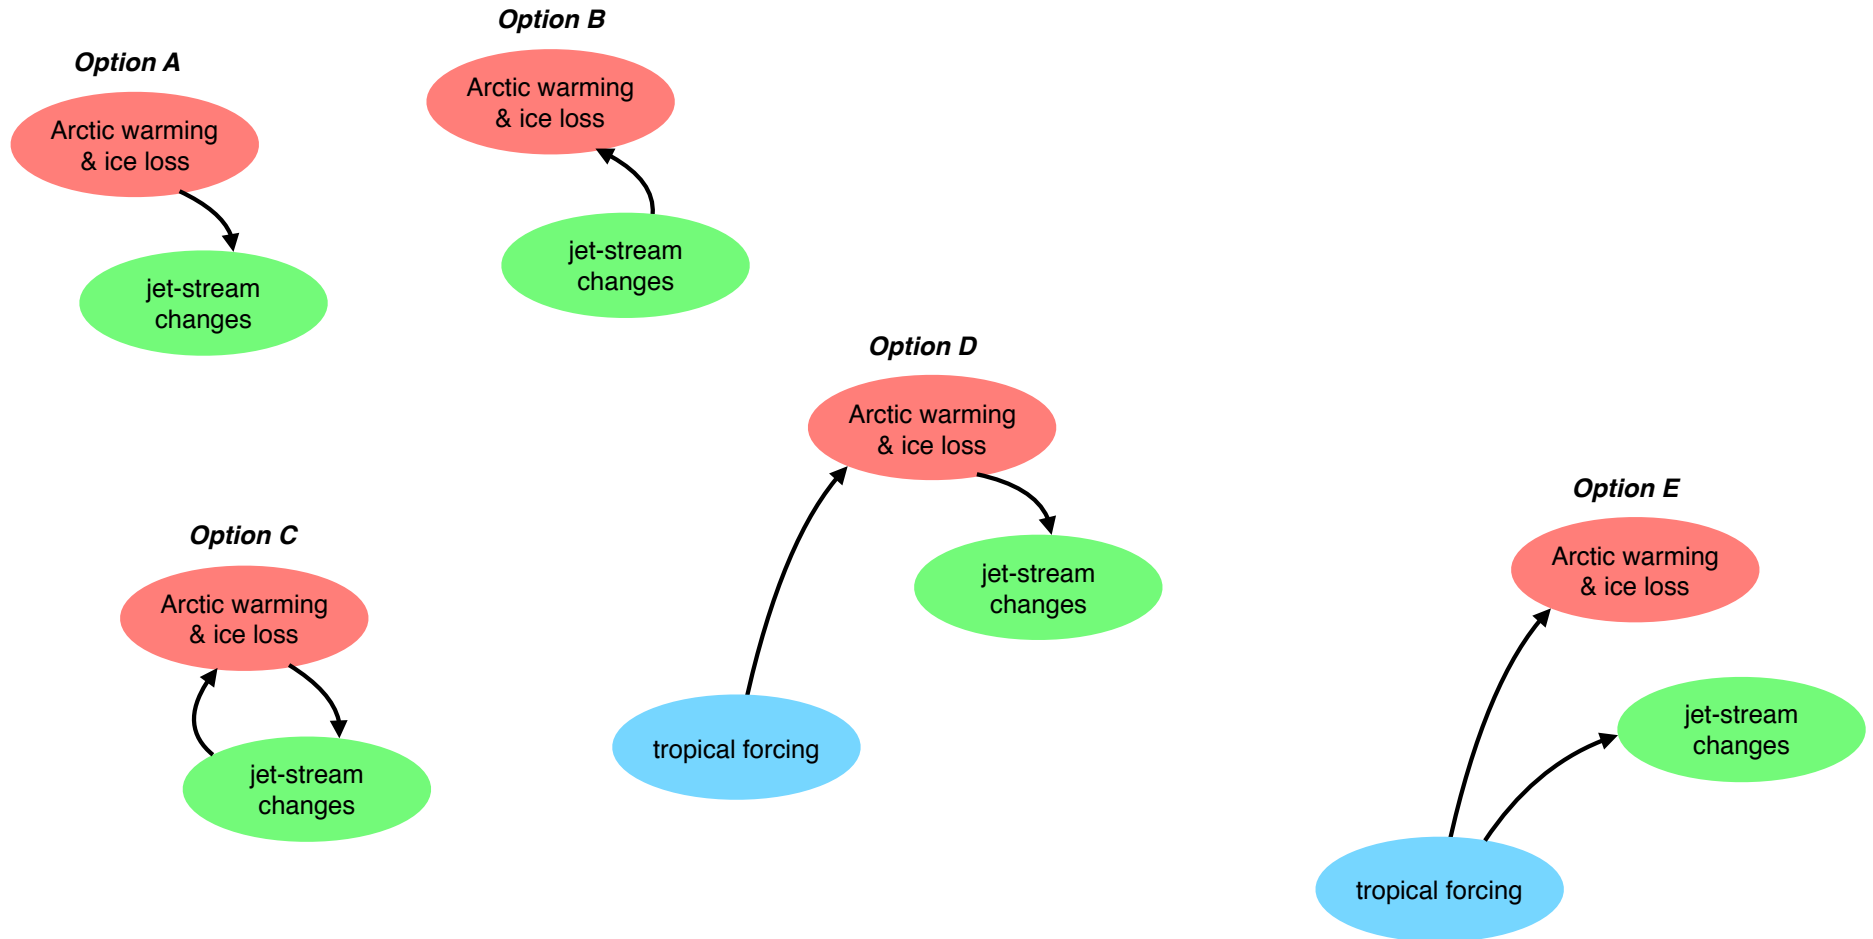 Option A
Arctic warming
& ice loss
jet-stream
changes
Option B
Arctic warming
& ice loss
jet-stream
changes
Option C
Arctic warming
& ice loss
jet-stream
changes
Option D
Arctic warming
& ice loss
jet-stream
changes
tropical forcing
Option E
Arctic warming
& ice loss
jet-stream
changes
tropical forcing